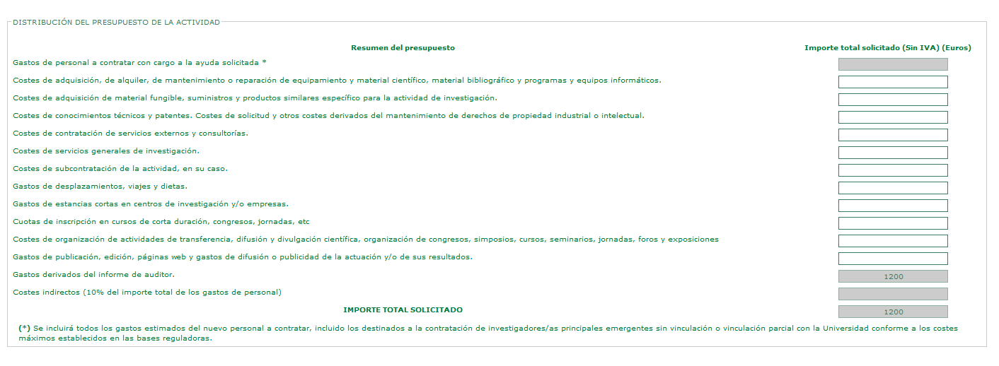 DISTRIBUCIÓN DEL PRESUPUESTO DE LA ACTIVIDAD
Resumen del presupuesto Importe total solicitado (Sin IVA) (Euros)
Gastos de personal a contratar con cargo a la ayuda solicitada *
Costes de adquisición, de alquiler, de mantenimiento o reparación de equipamiento y material científico, material bibliográfico y programas y equipos informáticos.
Costes de adquisición de material fungible, suministros y productos similares específico para la actividad de investigación.
Costes de conocimientos técnicos y patentes. Costes de solicitud y otros costes derivados del mantenimiento de derechos de propiedad industrial o intelectual.
Costes de contratación de servicios externos y consultorías.
Costes de servicios generales de investigación.
Costes de subcontratación de la actividad, en su caso.
Gastos de desplazamientos, viajes y dietas.
Gastos de estancias cortas en centros de investigación y/o empresas.
Cuotas de inscripción en cursos de corta duración, congresos, jornadas, etc
Costes de organización de actividades de transferencia, difusión y divulgación científica, organización de congresos, simposios, cursos, seminarios, jornadas, foros y exposiciones
Gastos de publicación, edición, páginas web y gastos de difusión o publicidad de la actuación y/o de sus resultados.
Gastos derivados del informe de auditor. 1200
Costes indirectos (10% del importe total de los gastos de personal)
IMPORTE TOTAL SOLICITADO 1200
(*) Se incluirá todos los gastos estimados del nuevo personal a contratar, incluido los destinados a la contratación de investigadores/as principales emergentes sin vinculación o vinculación parcial con la Universidad conforme a los costes
máximos establecidos en las bases reguladoras.